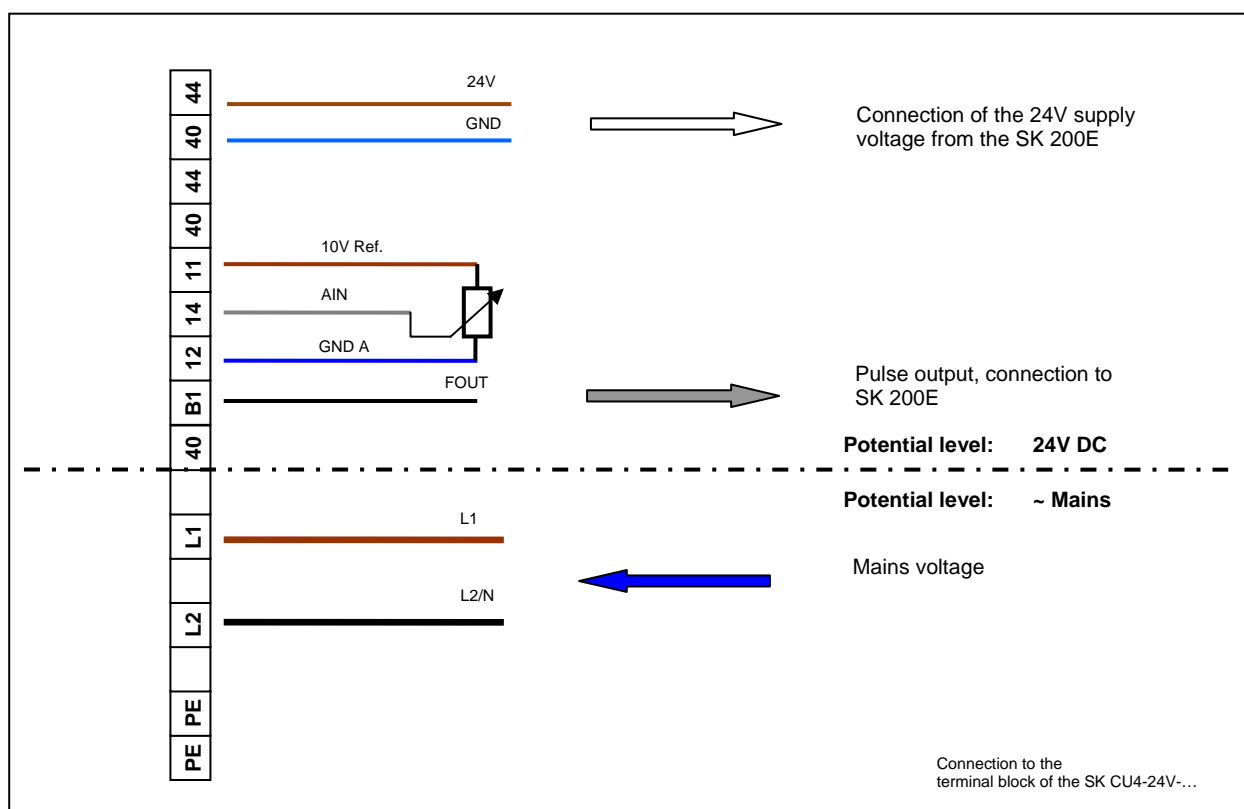 44
24V
40
GND
Connection of the 24V supply
voltage from the SK 200E
44
40
10V Ref.
11
AIN
14
GND A
12
FOUT
B1
Pulse output, connection to
SK 200E
40
Potential level: 24V DC
Potential level: ~ Mains
L1
L1
Mains voltage
L2/N
L2
PE
PE
Connection to the
terminal block of the SK CU4-24V-…